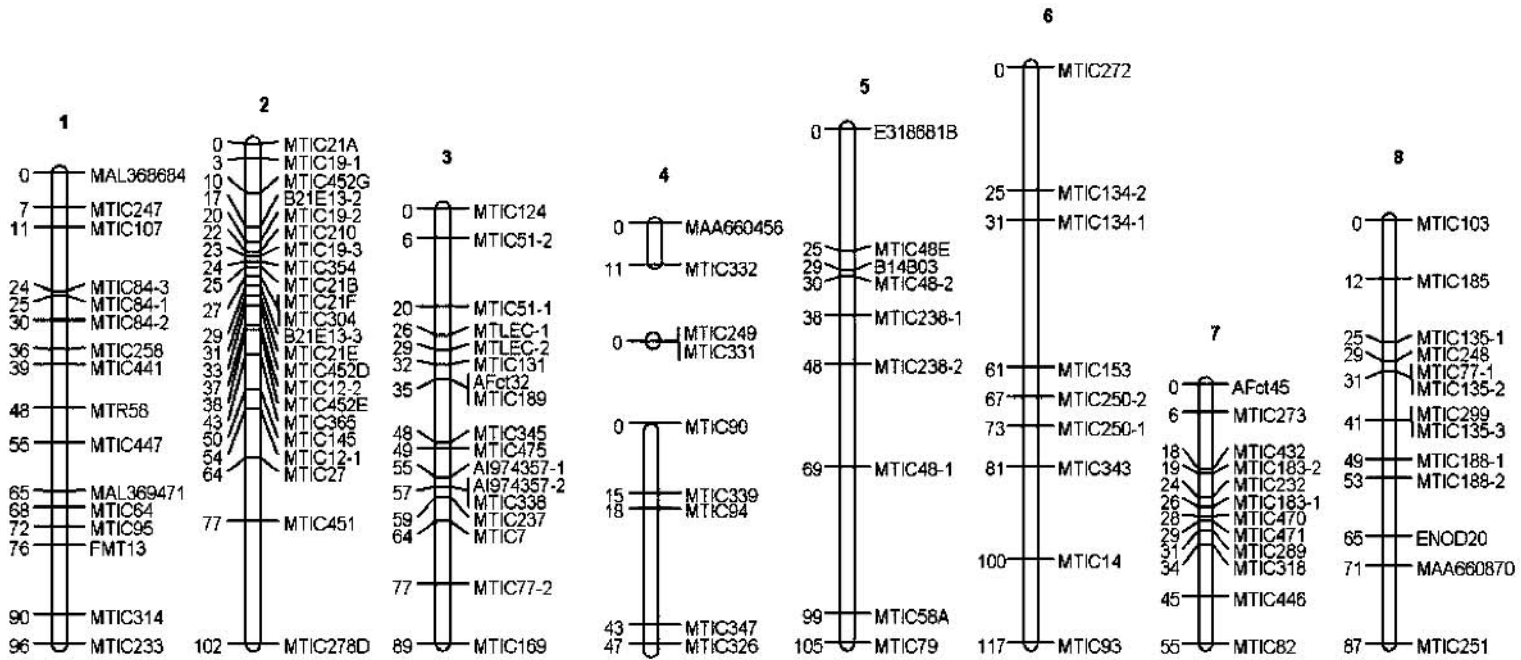 1
0 MAL368684
7 MTIC247
11 MTIC107
24 MTIC84-3
25 MTIC84-1
30 MTIC84-2
36 MTIC258
39 MTIC441
48 MTR58
55 MTIC447
65 MAL369471
68 MTIC64
72 MTIC95
76 FMT13
90 MTIC314
96 MTIC233
2
0 MTIC21A
3 MTIC19-1
10 MTIC452G
17 B21E13-2
20 MTIC19-2
22 MTIC210
23 MTIC19-3
24 MTIC354
25 MTIC21B
27 MTIC21F
MTIC304
29 B21E13-3
31 MTIC21E
33 MTIC452D
37 MTIC12-2
38 MTIC452E
43 MTIC365
50 MTIC145
54 MTIC12-1
64 MTIC27
77 MTIC451
102 MTIC278D
3
0 MTIC124
6 MTIC51-2
20 MTIC51-1
26 MTLEC-1
29 MTLEC-2
32 MTIC131
35 AFct32
MTIC189
48 MTIC345
49 MTIC475
55 AI974357-1
57 AI974357-2
MTIC338
59 MTIC237
64 MTIC7
77 MTIC77-2
89 MTIC169
4
0 MAA660456
11 MTIC332
0 MTIC249
MTIC331
0 MTIC90
15 MTIC339
18 MTIC94
43 MTIC347
47 MTIC326
5
0 E318681B
25 MTIC48E
29 B14B03
30 MTIC48-2
38 MTIC238-1
48 MTIC238-2
69 MTIC48-1
99 MTIC58A
105 MTIC79
6
0 MTIC272
25 MTIC134-2
31 MTIC134-1
61 MTIC153
67 MTIC250-2
73 MTIC250-1
81 MTIC343
100 MTIC14
117 MTIC93
7
0 AFct45
6 MTIC273
18 MTIC432
19 MTIC183-2
24 MTIC232
26 MTIC183-1
28 MTIC470
29 MTIC471
31 MTIC289
34 MTIC318
45 MTIC446
55 MTIC82
8
0 MTIC103
12 MTIC185
25 MTIC135-1
29 MTIC248
31 MTIC77-1
MTIC135-2
41 MTIC299
MTIC135-3
49 MTIC188-1
53 MTIC188-2
65 ENOD20
71 MAA660870
87 MTIC251